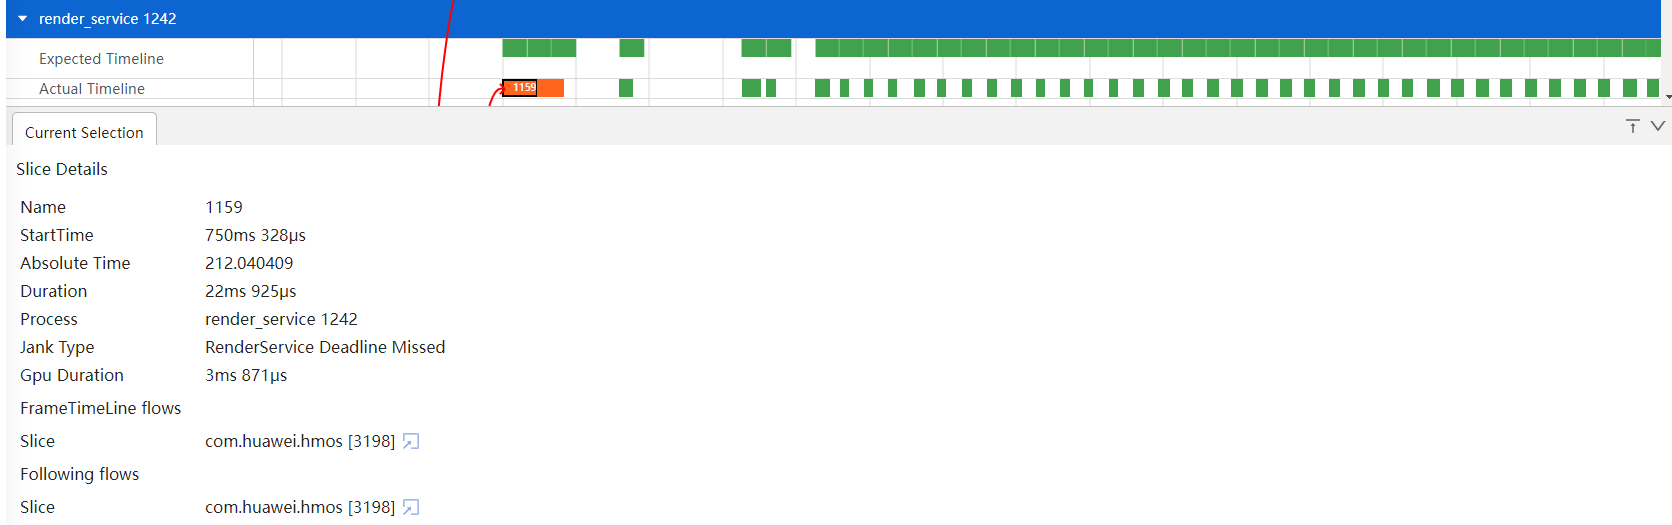 render_service 1242
Expected Timeline
Actual Timeline
1159
Current Selection
Slice Details
Name 1159
StartTime 750ms 328μs
Absolute Time 212.040409
Duration 22ms 925μs
Process render_service 1242
Jank Type RenderService Deadline Missed
Gpu Duration 3ms 871μs
FrameTimeLine flows
Slice com.huawei.hmos [3198]
Following flows
Slice com.huawei.hmos [3198]